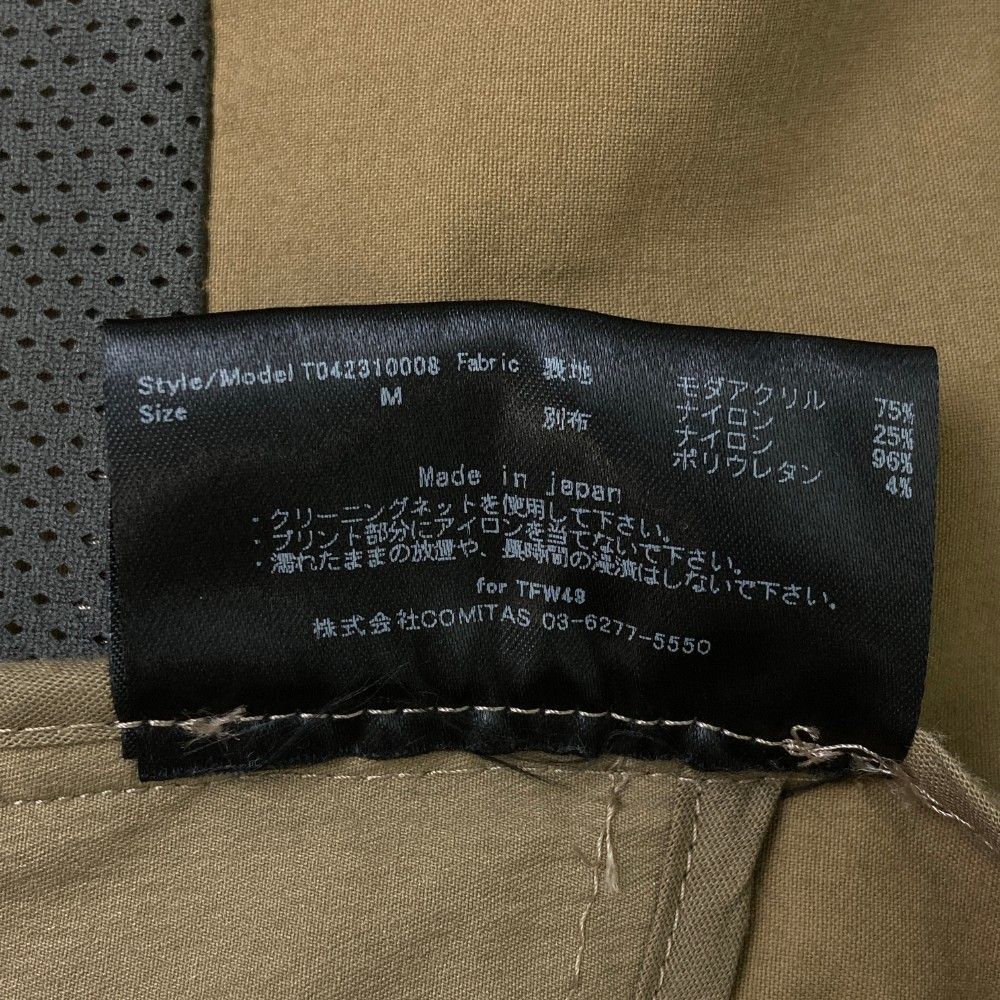 Style/Model T042310008 Fabric 表地 モダアクリル 75%
Size M ナイロン 25%
別布 ナイロン 96%
ポリウレタン 4%
Made in japan
・クリーニングネットを使用して下さい。
・プリント部分にアイロンを当てないで下さい。
・濡れたままの放置や、長時間の浸漬はしないで下さい。
for TFW49
株式会社COMITAS 03-6277-5550